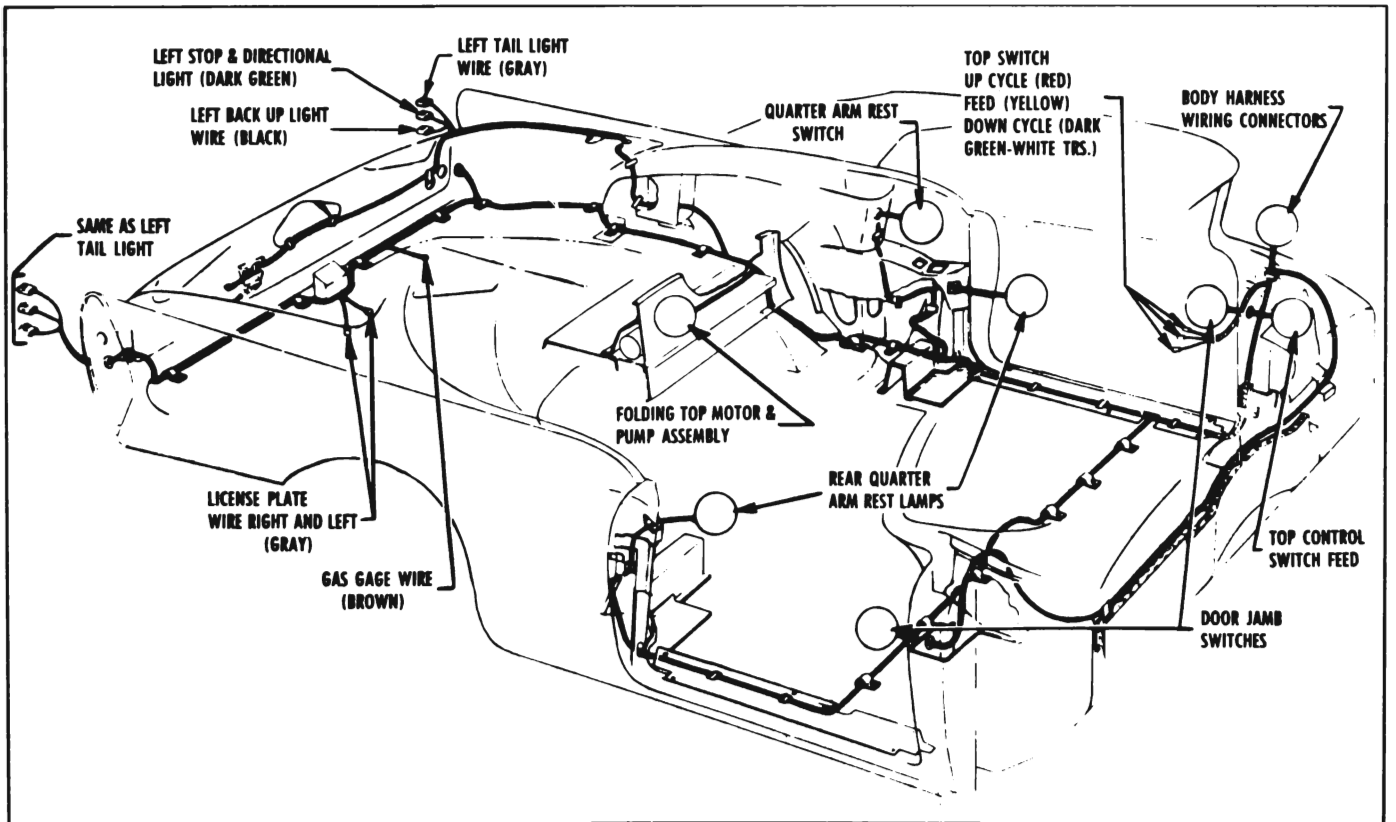 LEFT STOP & DIRECTIONAL
LIGHT (DARK GREEN)
LEFT TAIL LIGHT
WIRE (GRAY)
LEFT BACK UP LIGHT
WIRE (BLACK)
QUARTER ARM REST
SWITCH
TOP SWITCH
UP CYCLE (RED)
FEED (YELLOW)
DOWN CYCLE (DARK
GREEN-WHITE TRS.)
BODY HARNESS
WIRING CONNECTORS
SAME AS LEFT
TAIL LIGHT
FOLDING TOP MOTOR &
PUMP ASSEMBLY
LICENSE PLATE
WIRE RIGHT AND LEFT
(GRAY)
GAS GAGE WIRE
(BROWN)
REAR QUARTER
ARM REST LAMPS
TOP CONTROL
SWITCH FEED
DOOR JAMB
SWITCHES